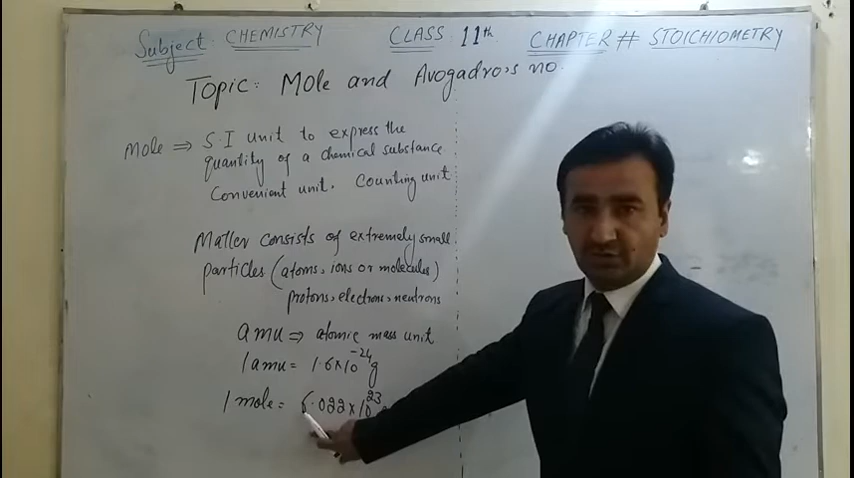 Subject: CHEMISTRY CLASS 11th CHAPTER # STOICHIOMETRY
Topic: Mole and Avogadro,s no.
Mole ⇒ S.I unit to express the
quantity of a chemical substance
Convenient unit. Counting unit
Matter consists of extremely small
particles (atoms, ions or molecules)
protons, electrons, neutrons
amu ⇒ atomic mass unit
1 amu = 1.6×10⁻²⁴g
1 mole = 6.022×10²³